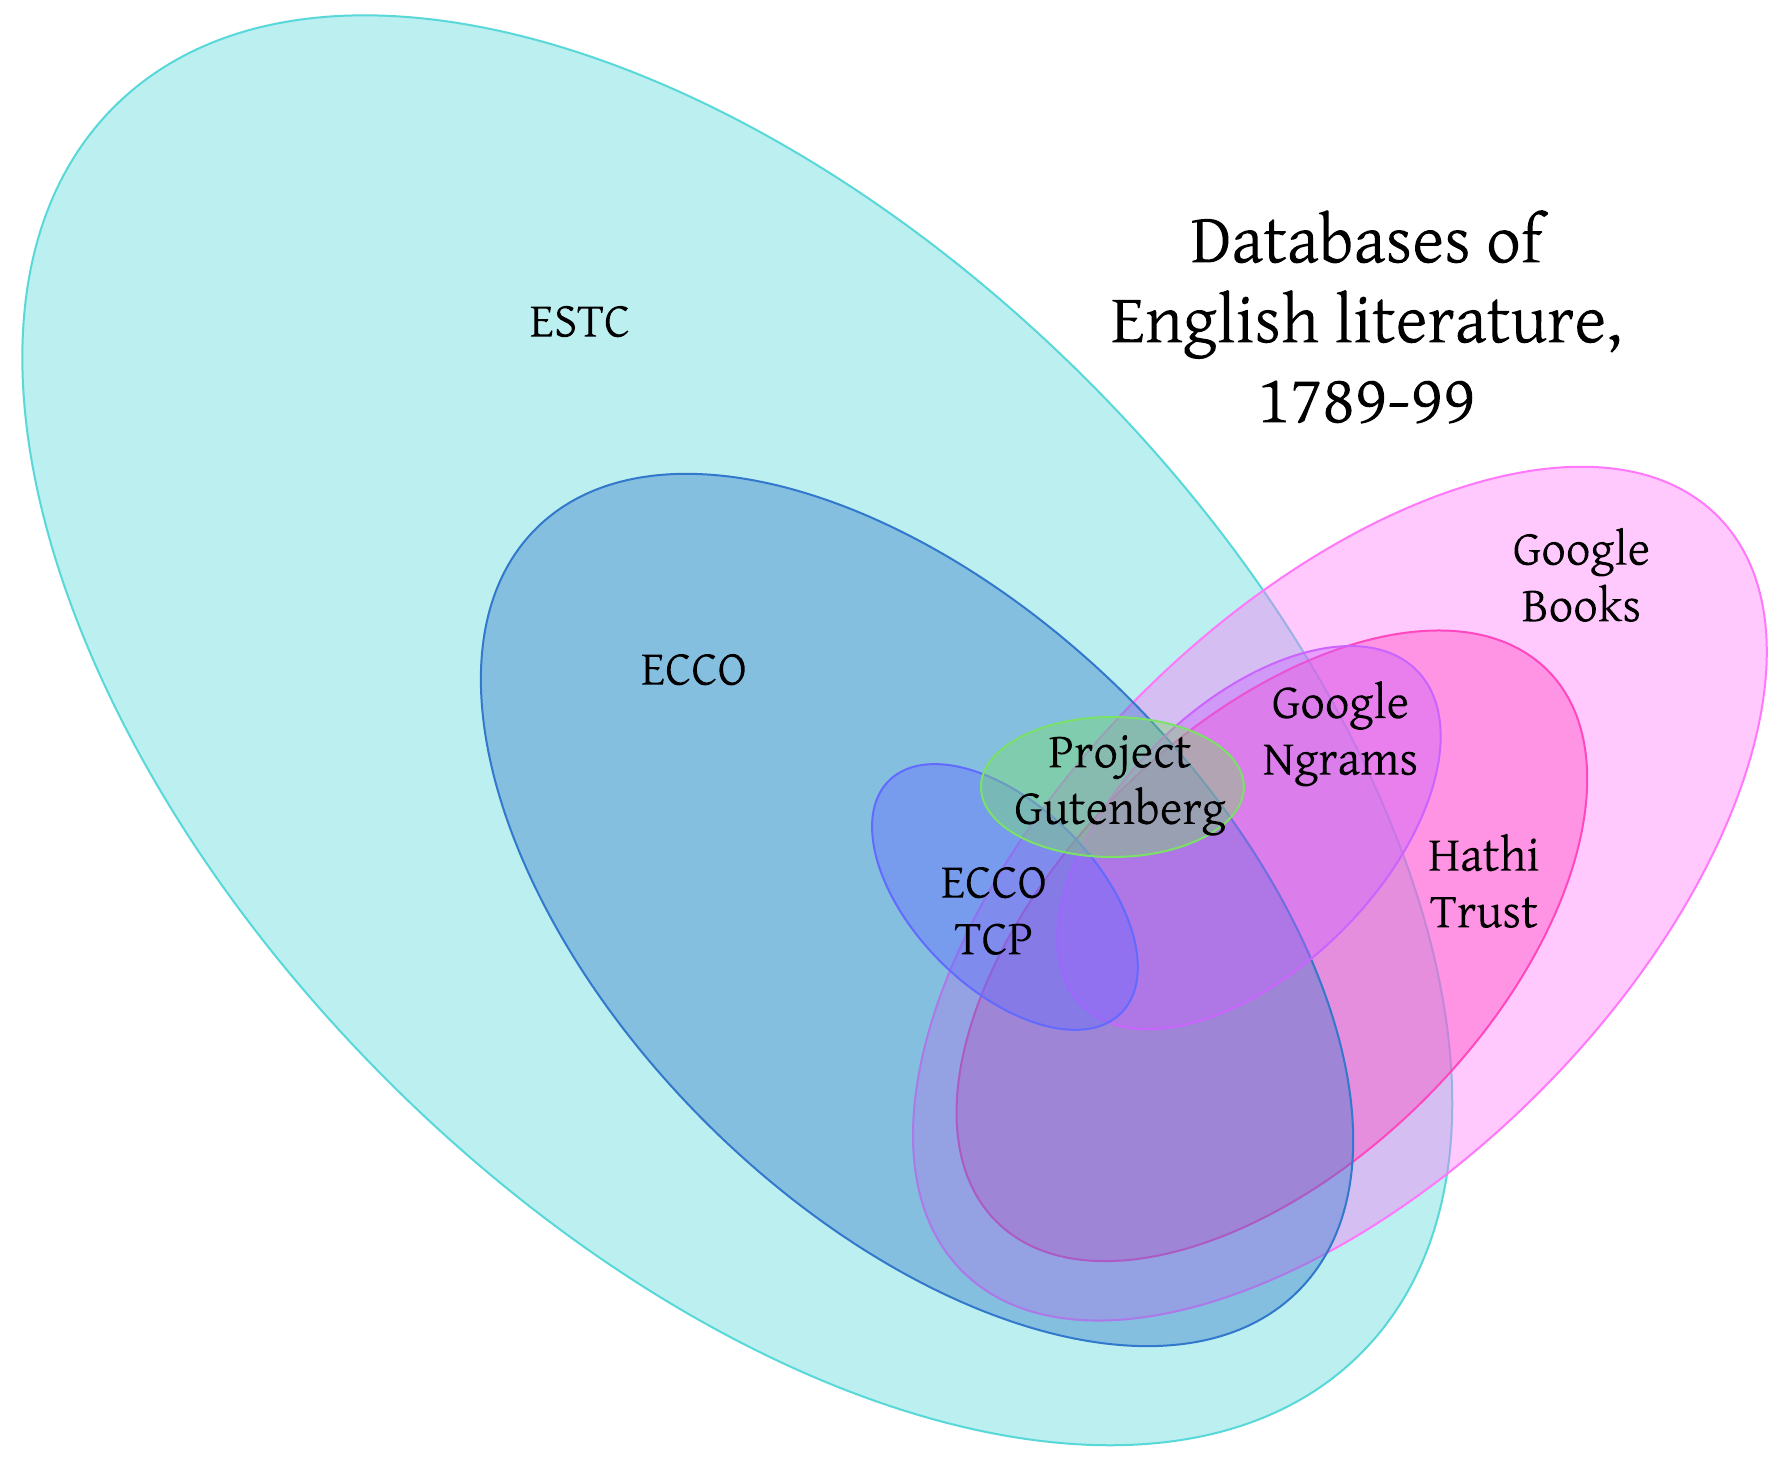 Databases of
English literature,
1789-99
ESTC
ECCO
ECCO
TCP
Project
Gutenberg
Google
Ngrams
Hathi
Trust
Google
Books